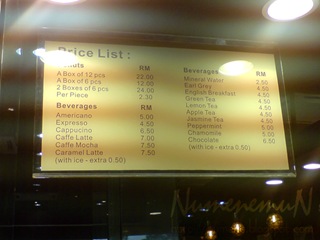 Price List :
Donuts RM
A Box of 12 pcs 22.00
A Box of 6 pcs 12.00
2 Boxes of 6 pcs 24.00
Per Piece 2.30
Beverages RM
Americano 5.00
Expresso 4.50
Cappucino 6.50
Caffe Latte 7.00
Caffe Mocha 7.50
Caramel Latte 7.50
(with ice - extra 0.50)
Beverages RM
Mineral Water 2.50
Earl Grey 4.50
English Breakfast 4.50
Green Tea 4.50
Lemon Tea 4.50
Apple Tea 4.50
Jasmine Tea 4.50
Peppermint 5.00
Chamomile 5.00
Chocolate 6.50
(with ice - extra 0.50)
NumenemuN